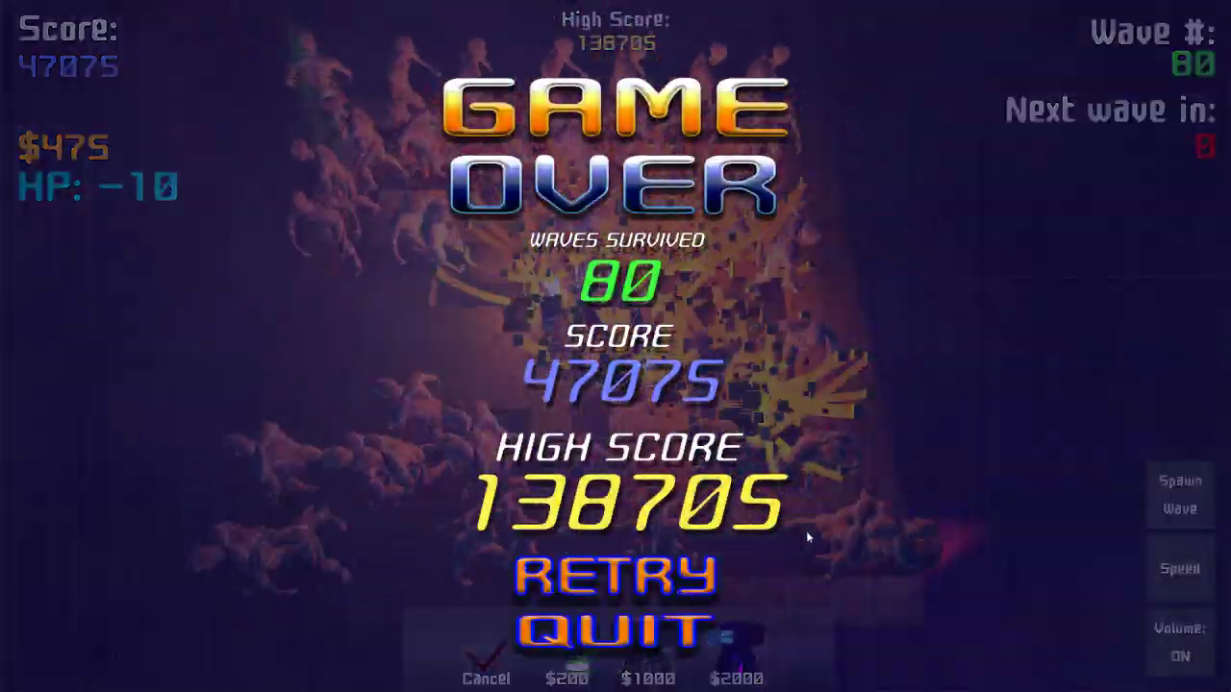 Score:
47075
High Score:
138705
Wave #:
80
Next wave in:
0
$475
HP: -10
GAME
OVER
WAVES SURVIVED
80
SCORE
47075
HIGH SCORE
138705
RETRY
QUIT
Spawn
Wave
Speed
Volume:
ON
Cancel
$200
$1000
$2000